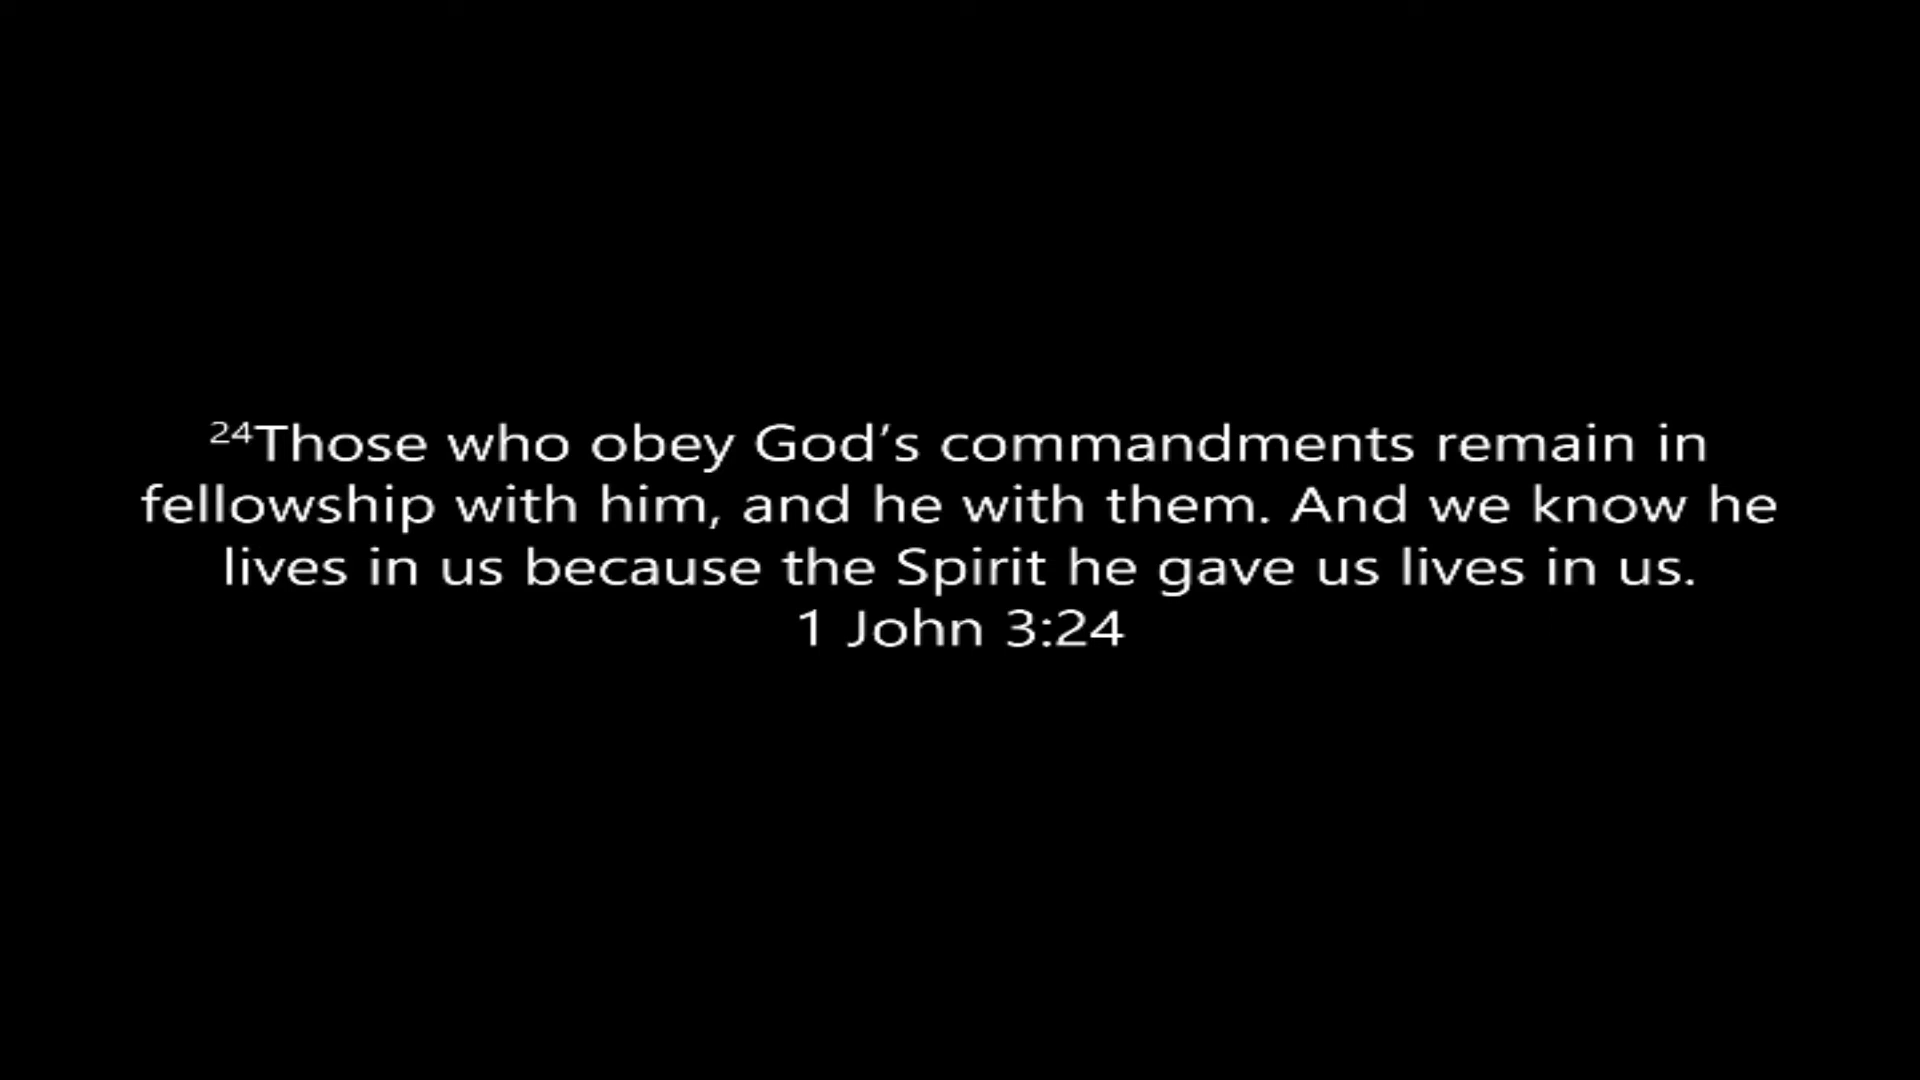 ²⁴Those who obey God’s commandments remain in
fellowship with him, and he with them. And we know he
lives in us because the Spirit he gave us lives in us.
1 John 3:24